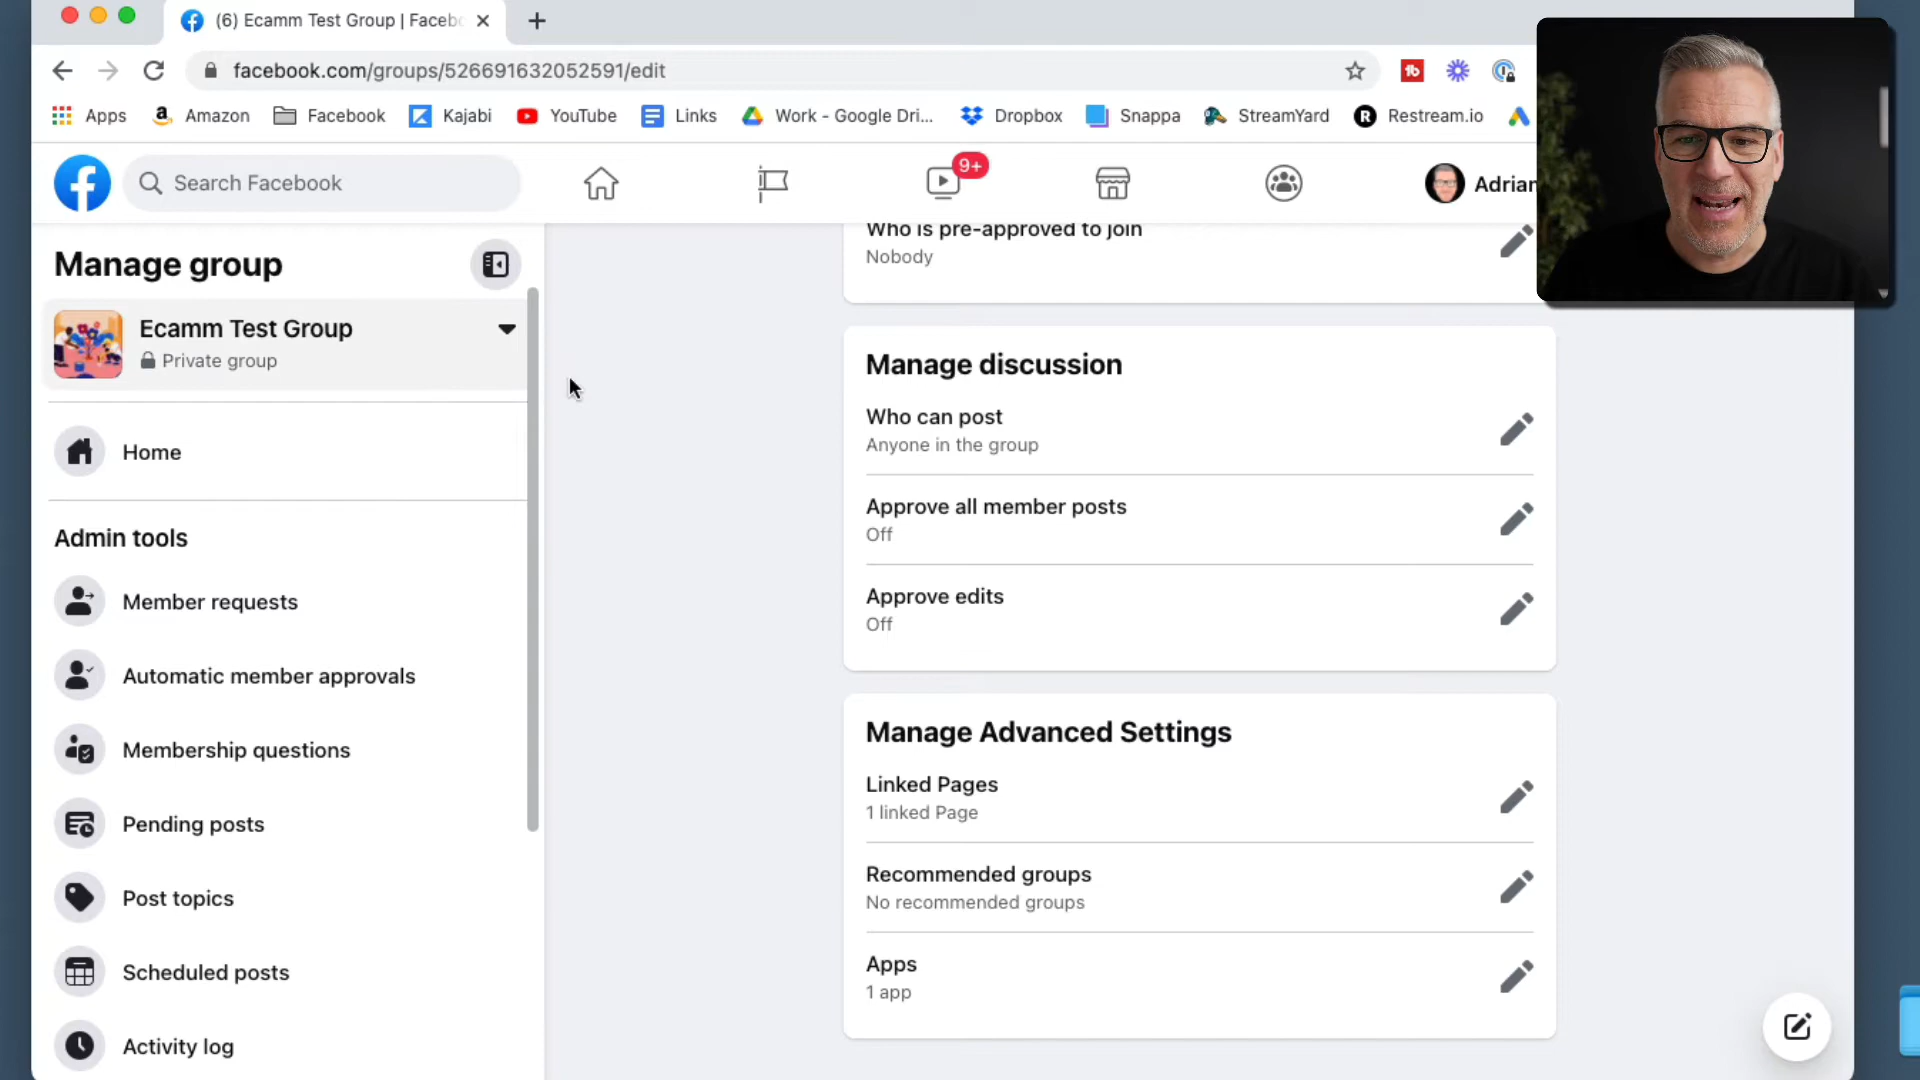 (6) Ecamm Test Group | Faceb
facebook.com/groups/526691632052591/edit
Apps
Amazon
Facebook
Kajabi
YouTube
Links
Work - Google Dri...
Dropbox
Snappa
StreamYard
Restream.io
Search Facebook
9+
Adrian
Manage group
Ecamm Test Group
Private group
Home
Admin tools
Member requests
Automatic member approvals
Membership questions
Pending posts
Post topics
Scheduled posts
Activity log
Who is pre-approved to join
Nobody
Manage discussion
Who can post
Anyone in the group
Approve all member posts
Off
Approve edits
Off
Manage Advanced Settings
Linked Pages
1 linked Page
Recommended groups
No recommended groups
Apps
1 app